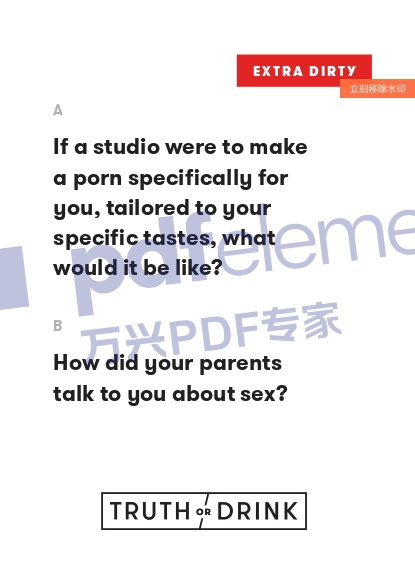 EXTRA DIRTY
立刻移除水印
A
If a studio were to make
a porn specifically for
you, tailored to your
specific tastes, what
would it be like?
pdfeleme
万兴PDF专家
B
How did your parents
talk to you about sex?
TRUTH OR DRINK